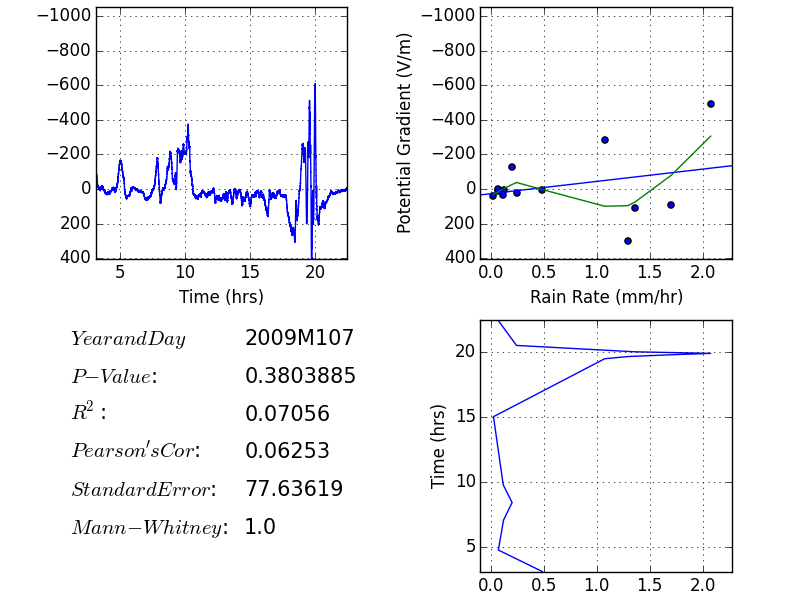 −1000
−800
−600
−400
−200
0
200
400
5 10 15 20
Time (hrs)
Potential Gradient (V/m)
−1000
−800
−600
−400
−200
0
200
400
0.0 0.5 1.0 1.5 2.0
Rain Rate (mm/hr)
YearandDay 2009M107
P−Value: 0.3803885
R²: 0.07056
Pearson'sCor: 0.06253
StandardError: 77.63619
Mann−Whitney: 1.0
Time (hrs)
20
15
10
5
0.0 0.5 1.0 1.5 2.0